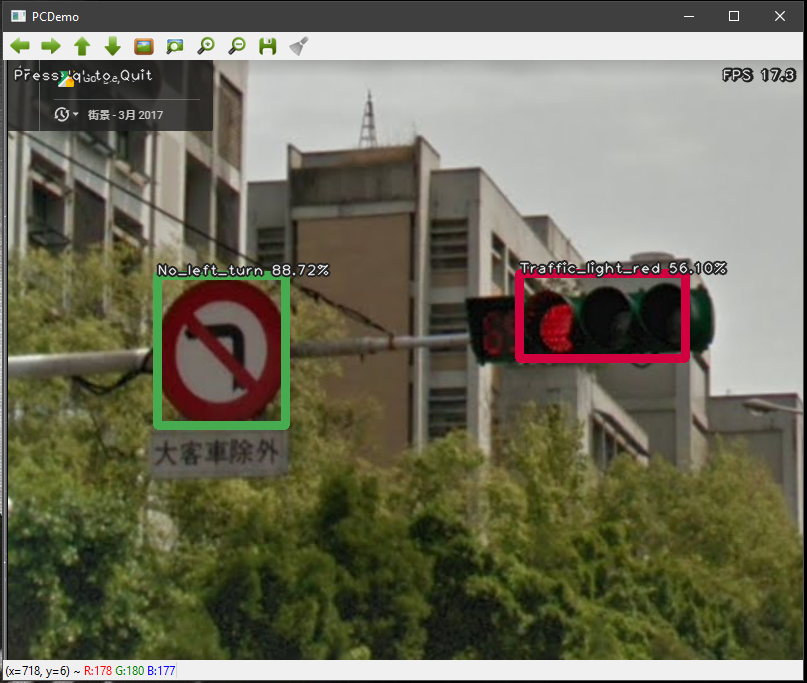 PCDemo
Press 'q' to Quit
FPS 17.3
街景 - 3月 2017
No_left_turn 88.72%
Traffic_light_red 56.10%
大客車除外
(x=718, y=6) ~ R:178 G:180 B:177